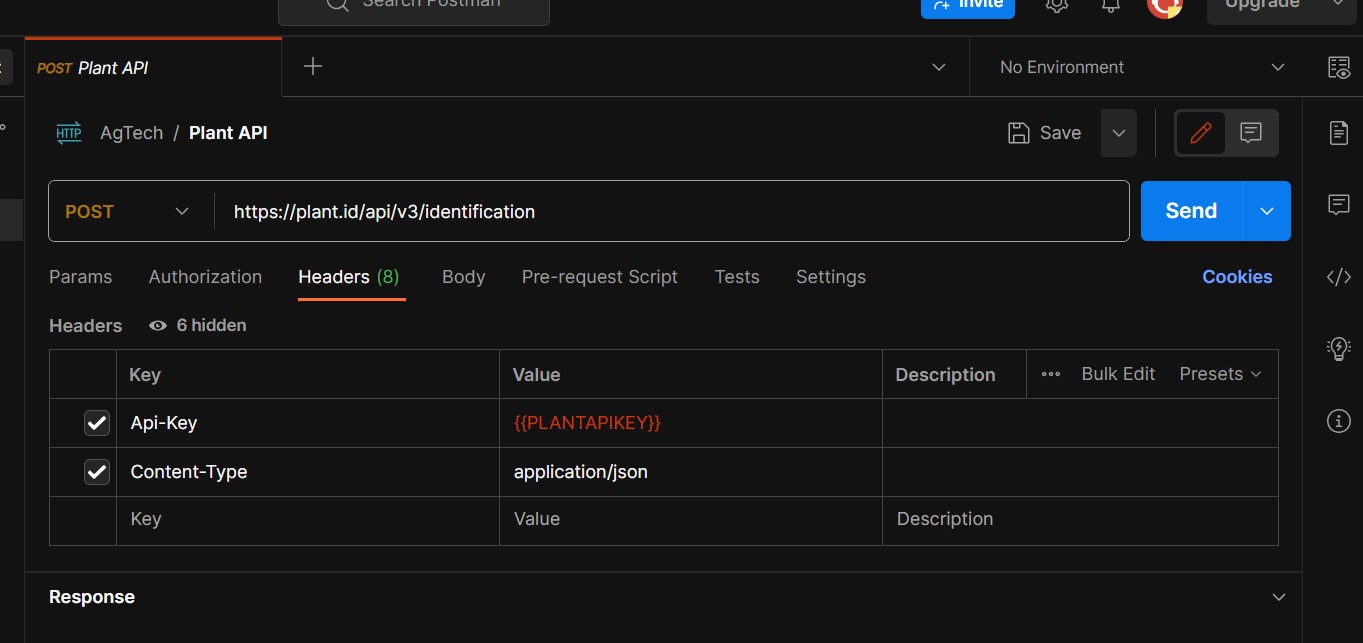 Search Postman Invite Upgrade
POST Plant API No Environment
HTTP AgTech / Plant API Save
POST https://plant.id/api/v3/identification Send
Params Authorization Headers (8) Body Pre-request Script Tests Settings Cookies
Headers 6 hidden
Key Value Description Bulk Edit Presets
Api-Key {{PLANTAPIKEY}}
Content-Type application/json
Key Value Description
Response